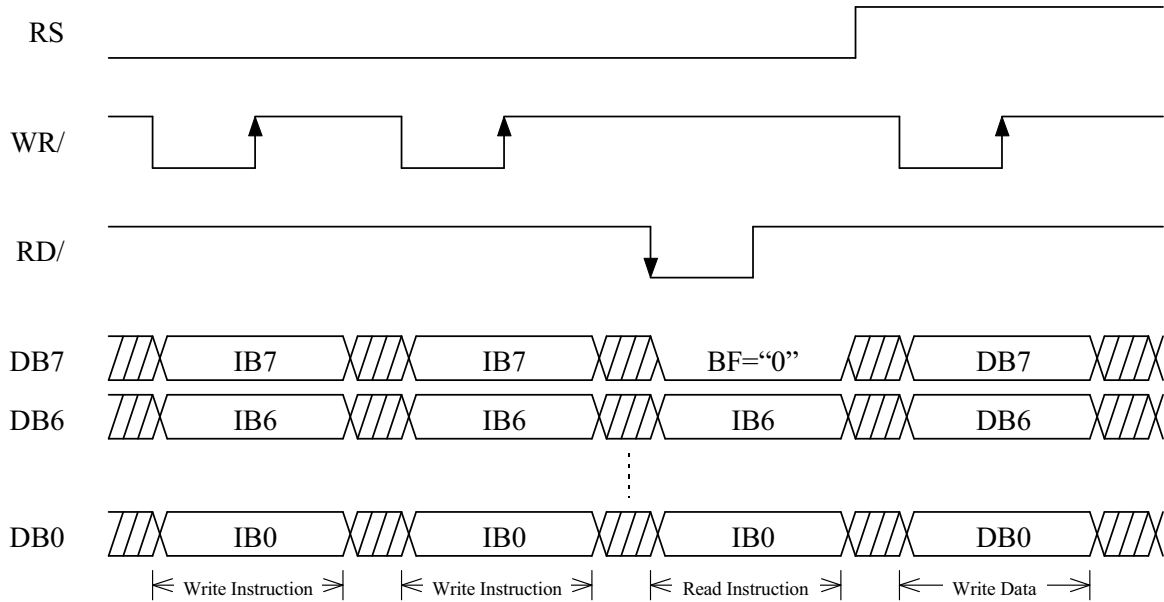 RS
WR/
RD/
DB7 IB7 IB7 BF=“0” DB7
DB6 IB6 IB6 IB6 DB6
DB0 IB0 IB0 IB0 DB0
Write Instruction Write Instruction Read Instruction Write Data